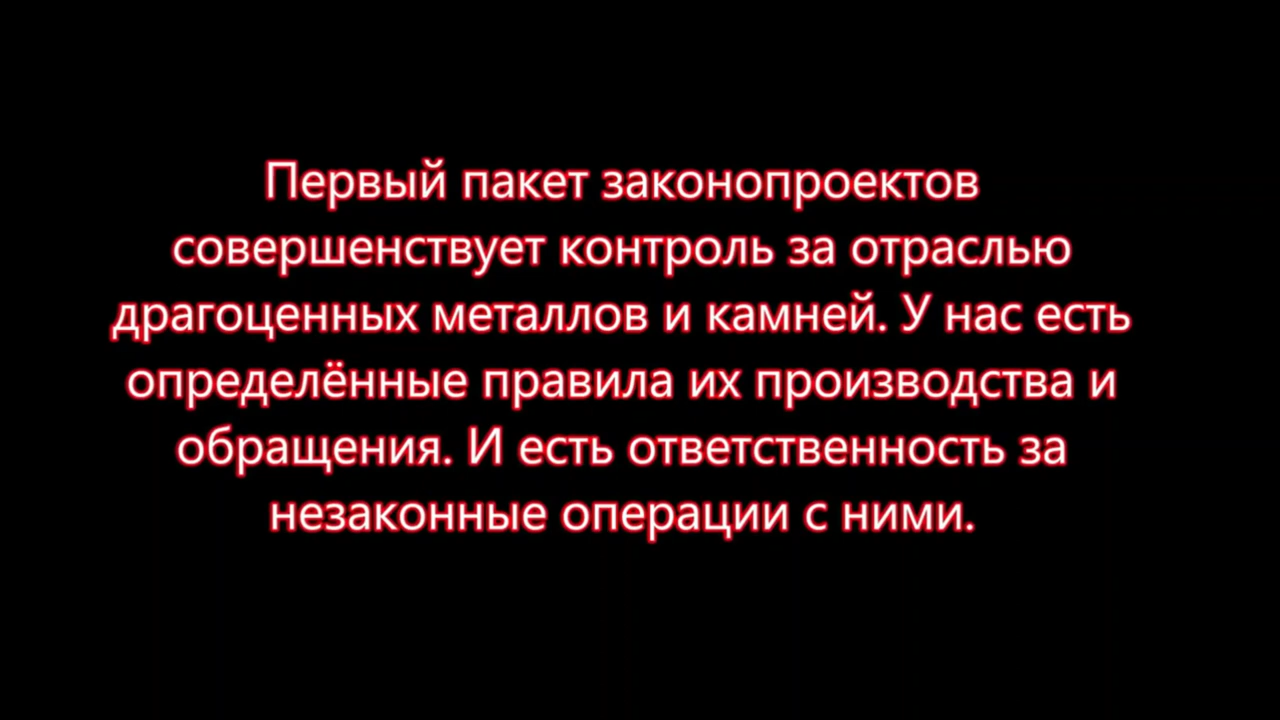 Первый пакет законопроектов
совершенствует контроль за отраслью
драгоценных металлов и камней. У нас есть
определённые правила их производства и
обращения. И есть ответственность за
незаконные операции с ними.